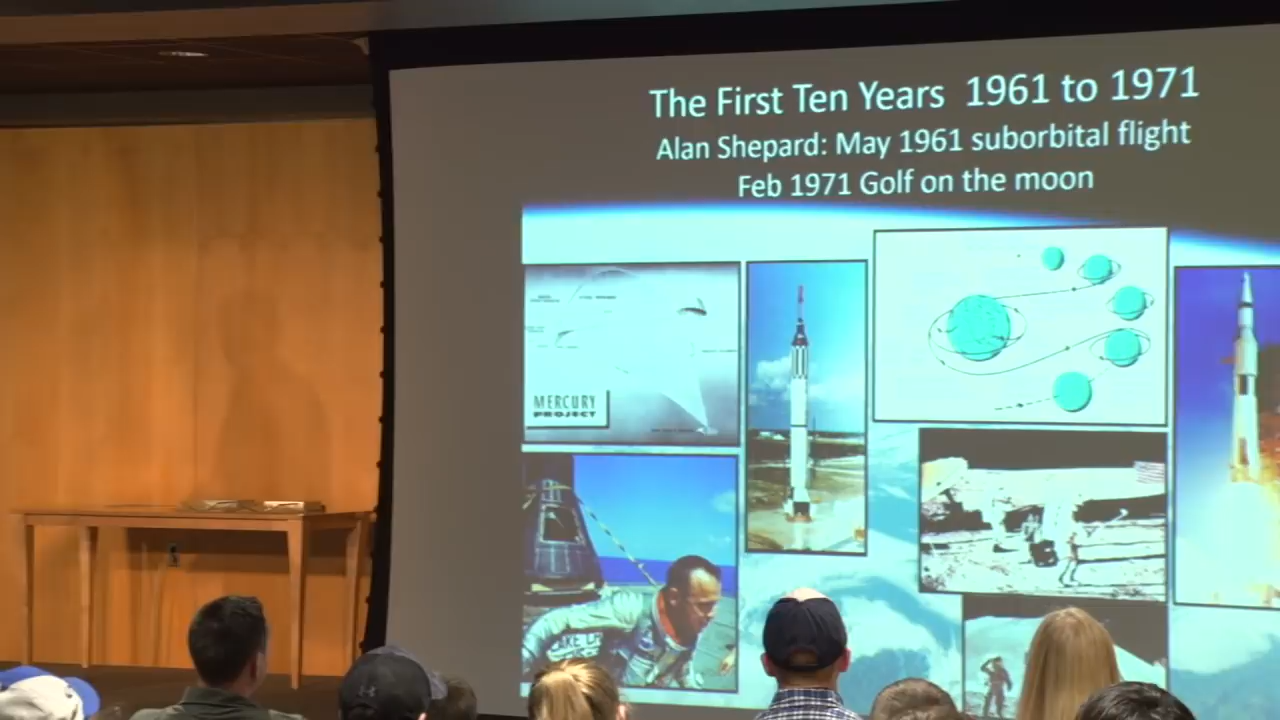 The First Ten Years 1961 to 1971
Alan Shepard: May 1961 suborbital flight
Feb 1971 Golf on the moon
MERCURY
PROJECT